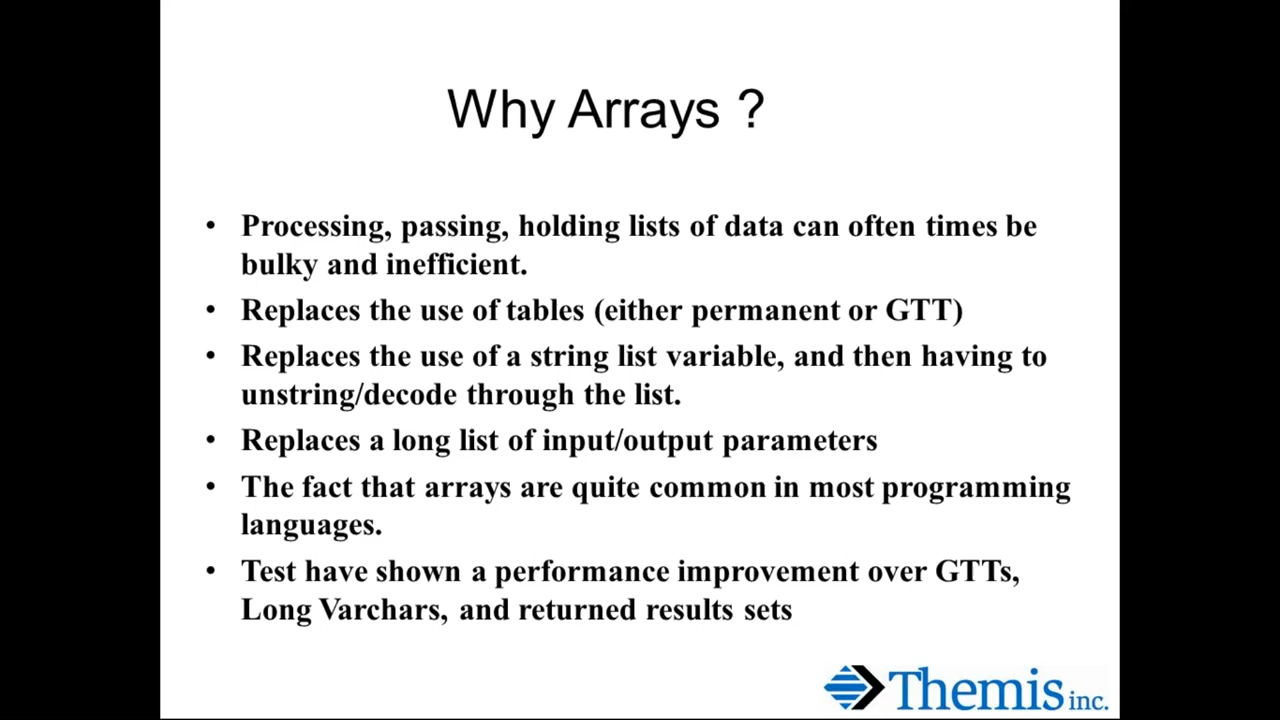 Why Arrays ?
• Processing, passing, holding lists of data can often times be
bulky and inefficient.
• Replaces the use of tables (either permanent or GTT)
• Replaces the use of a string list variable, and then having to
unstring/decode through the list.
• Replaces a long list of input/output parameters
• The fact that arrays are quite common in most programming
languages.
• Test have shown a performance improvement over GTTs,
Long Varchars, and returned results sets
Themis inc.